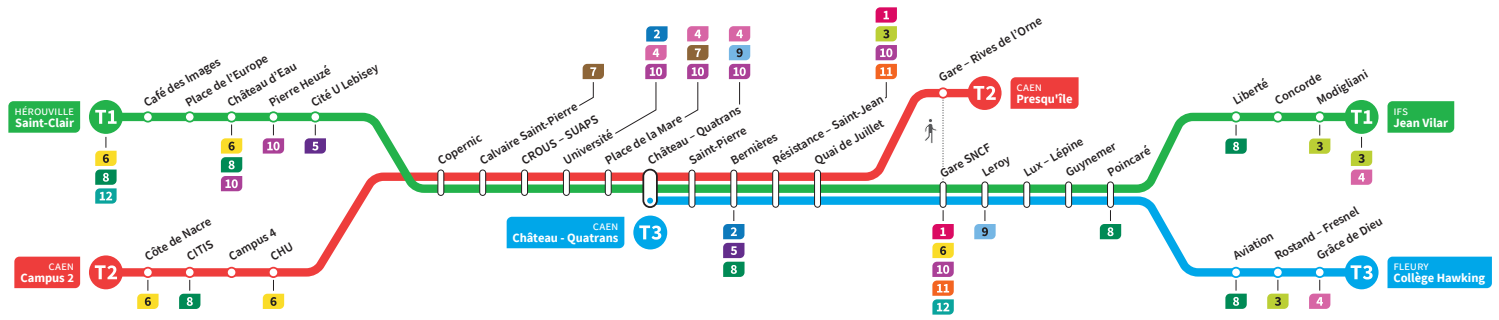 HÉROUVILLE
Saint-Clair
T1
6
8
12
Café des Images
Place de l'Europe
Château d'Eau
6
8
10
Pierre Heuzé
10
Cité U Lebisey
5
CAEN
Campus 2
T2
Côte de Nacre
6
CITIS
8
Campus 4
CHU
6
Copernic
Calvaire Saint-Pierre
7
CROUS – SUAPS
Université
2
4
10
Place de la Mare
4
7
10
Château – Quatrans
4
9
10
CAEN
Château - Quatrans
T3
Saint-Pierre
Bernières
2
5
8
Résistance – Saint-Jean
1
3
10
11
Quai de Juillet
Gare – Rives de l'Orne
T2
CAEN
Presqu'île
Gare SNCF
1
6
10
11
12
Leroy
9
Lux – Lépine
Guynemer
Poincaré
8
Liberté
8
Concorde
Modigliani
3
T1
3
4
IFS
Jean Vilar
Aviation
8
Rostand – Fresnel
3
Grâce de Dieu
4
T3
FLEURY
Collège Hawking